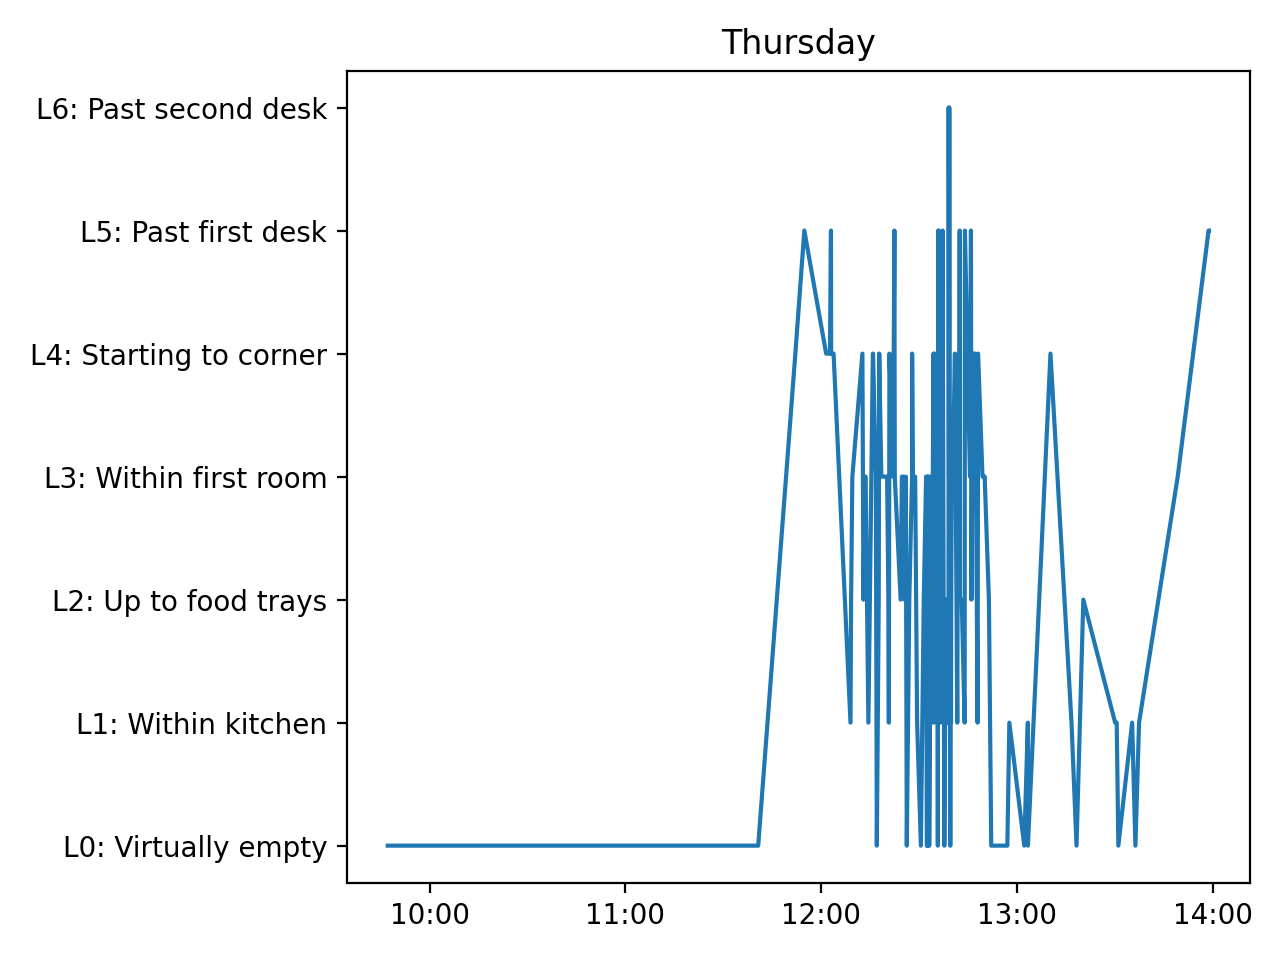 Thursday
L6: Past second desk
L5: Past first desk
L4: Starting to corner
L3: Within first room
L2: Up to food trays
L1: Within kitchen
L0: Virtually empty
10:00 11:00 12:00 13:00 14:00